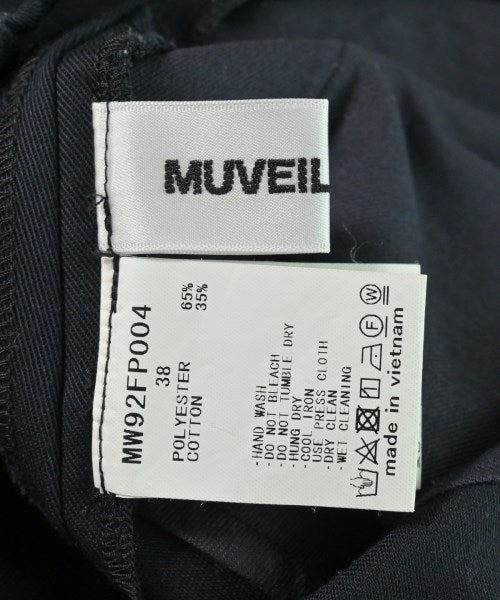 MUVEIL
MW92FP004
38
POLYESTER 65%
COTTON 35%
- HAND WASH
- DO NOT BLEACH
- DO NOT TUMBLE DRY
- HUNG DRY
- COOL IRON
USE PRESS CLOTH
- DRY CLEAN
- WET CLEANING
F W
made in vietnam